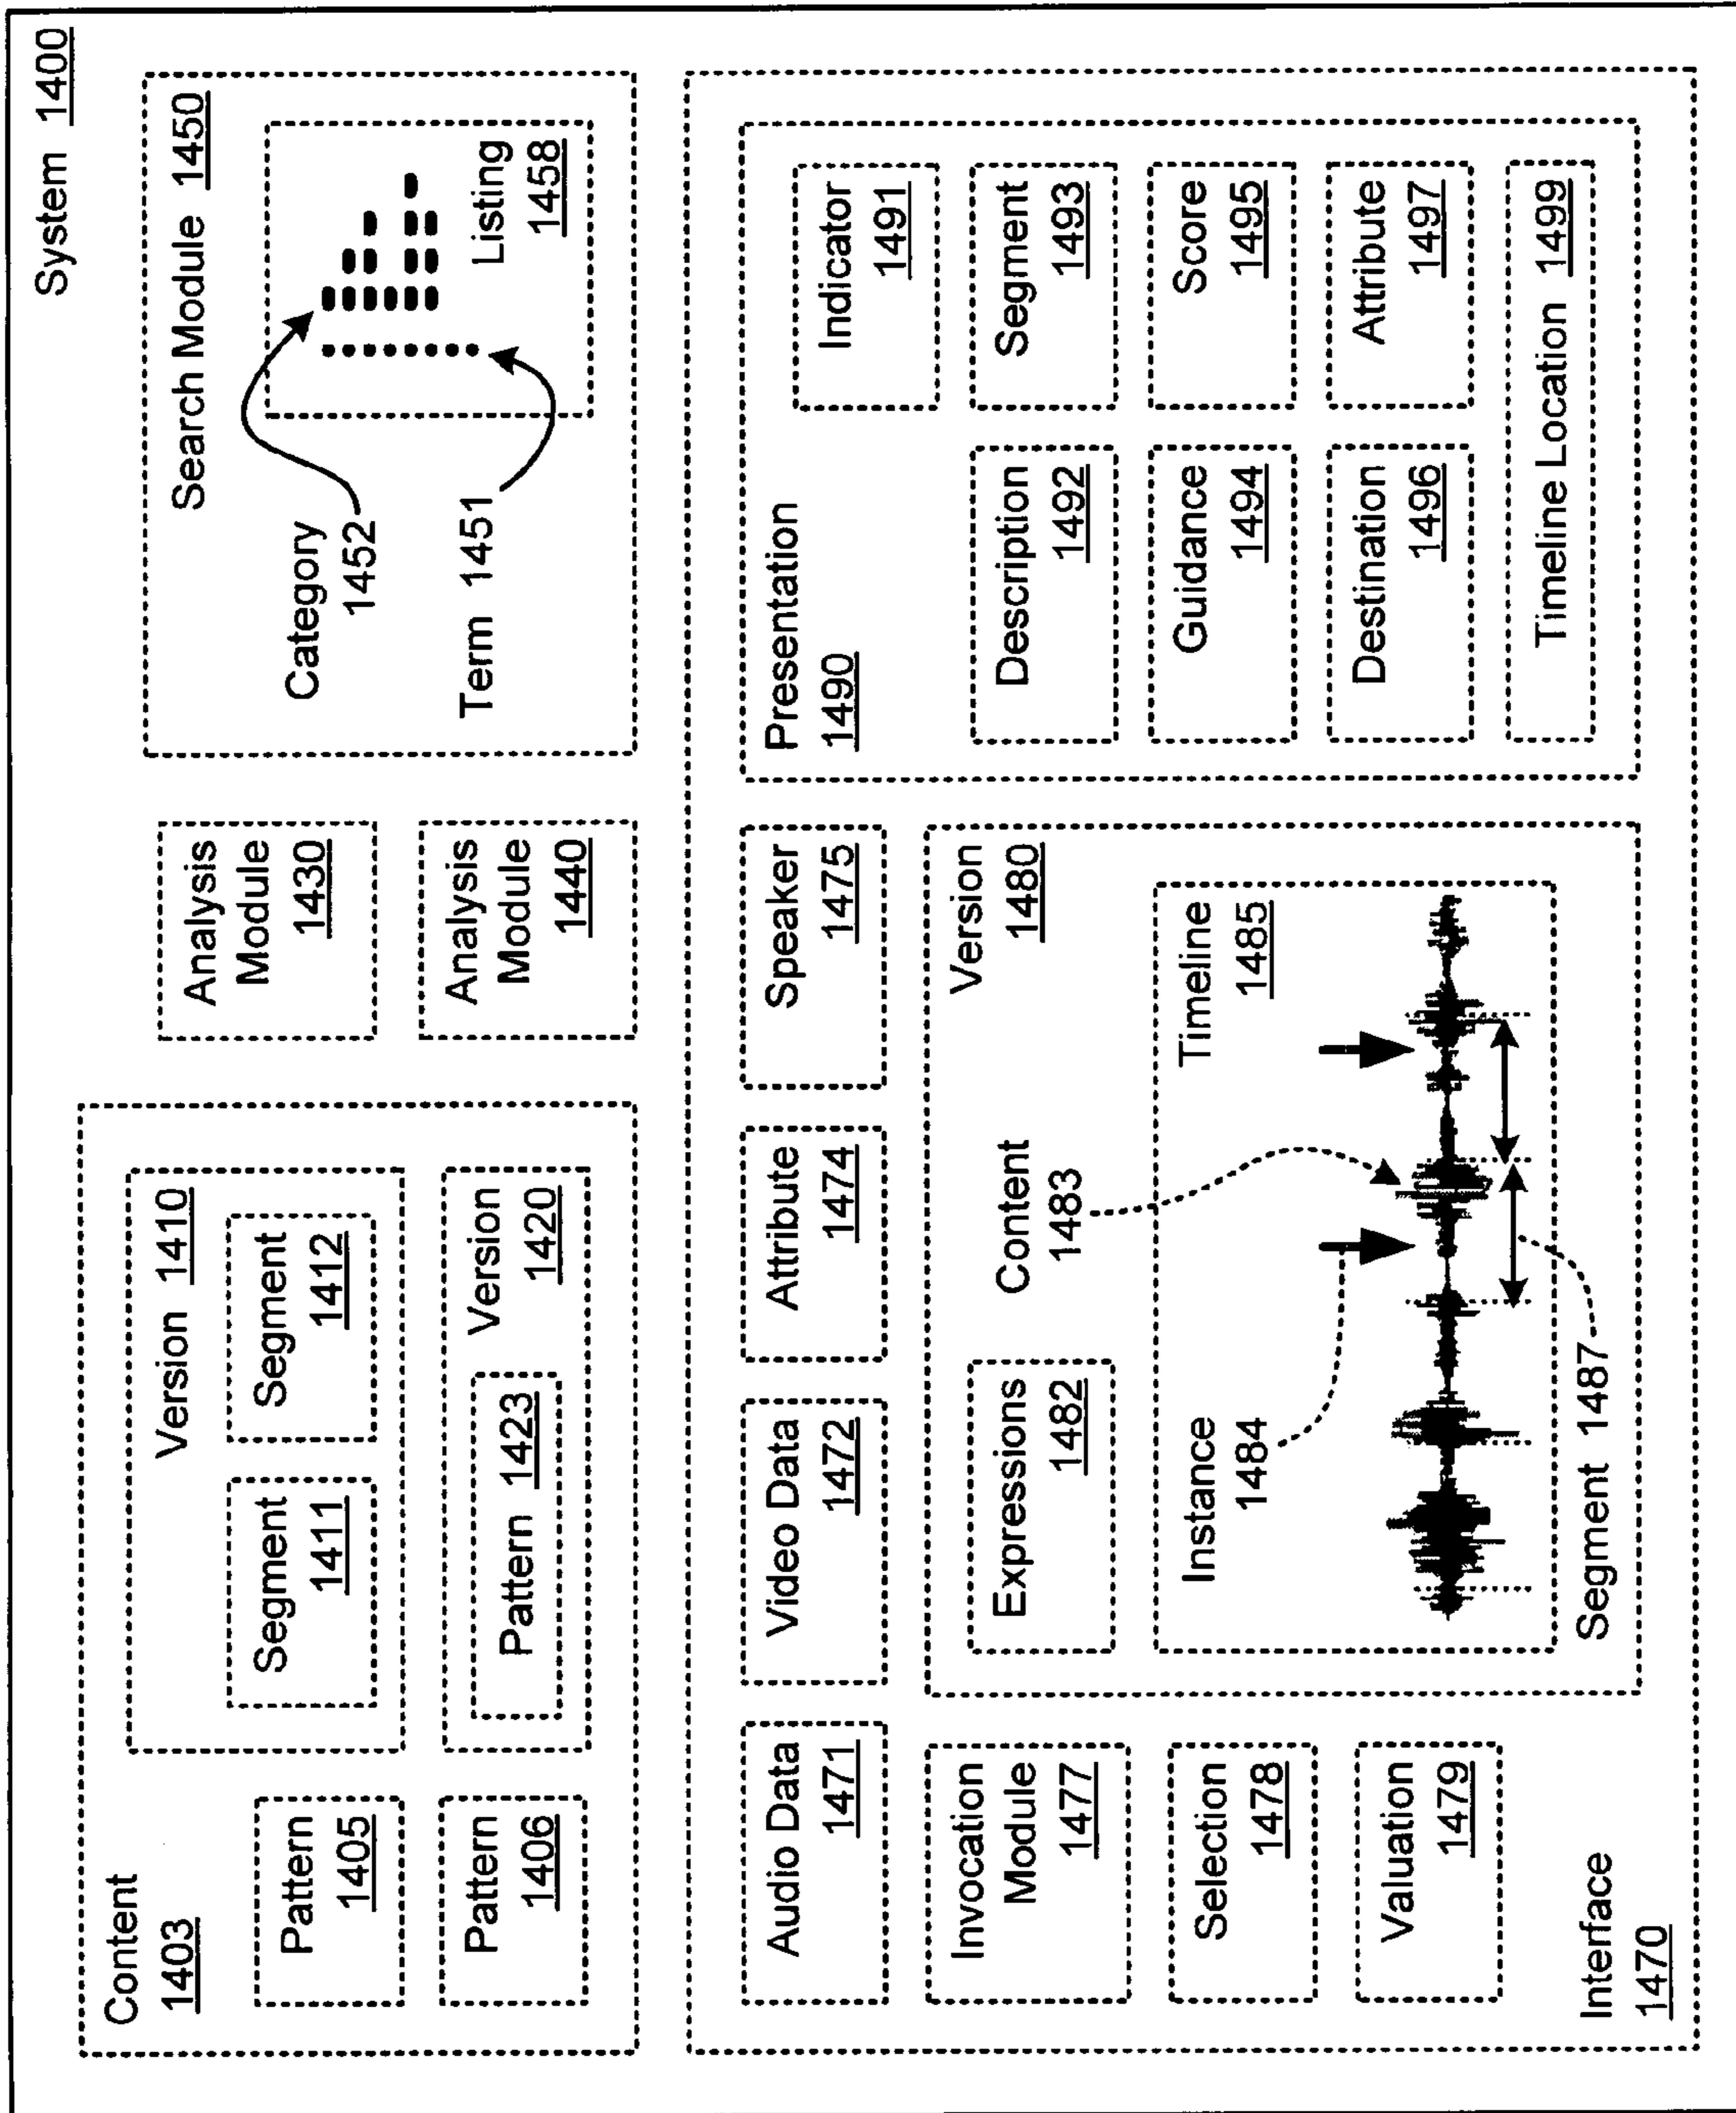 System 1400
Content
1403
Pattern
1405
Pattern
1406
Version 1410
Segment
1411
Segment
1412
Version
1420
Pattern 1423
Analysis
Module
1430
Analysis
Module
1440
Search Module 1450
Category
1452
Term 1451
Listing
1458
Audio Data
1471
Video Data
1472
Attribute
1474
Speaker
1475
Invocation
Module
1477
Selection
1478
Valuation
1479
Interface
1470
Version
1480
Expressions
1482
Content
1483
Instance
1484
Timeline
1485
Segment 1487
Presentation
1490
Indicator
1491
Description
1492
Segment
1493
Guidance
1494
Score
1495
Destination
1496
Attribute
1497
Timeline Location 1499